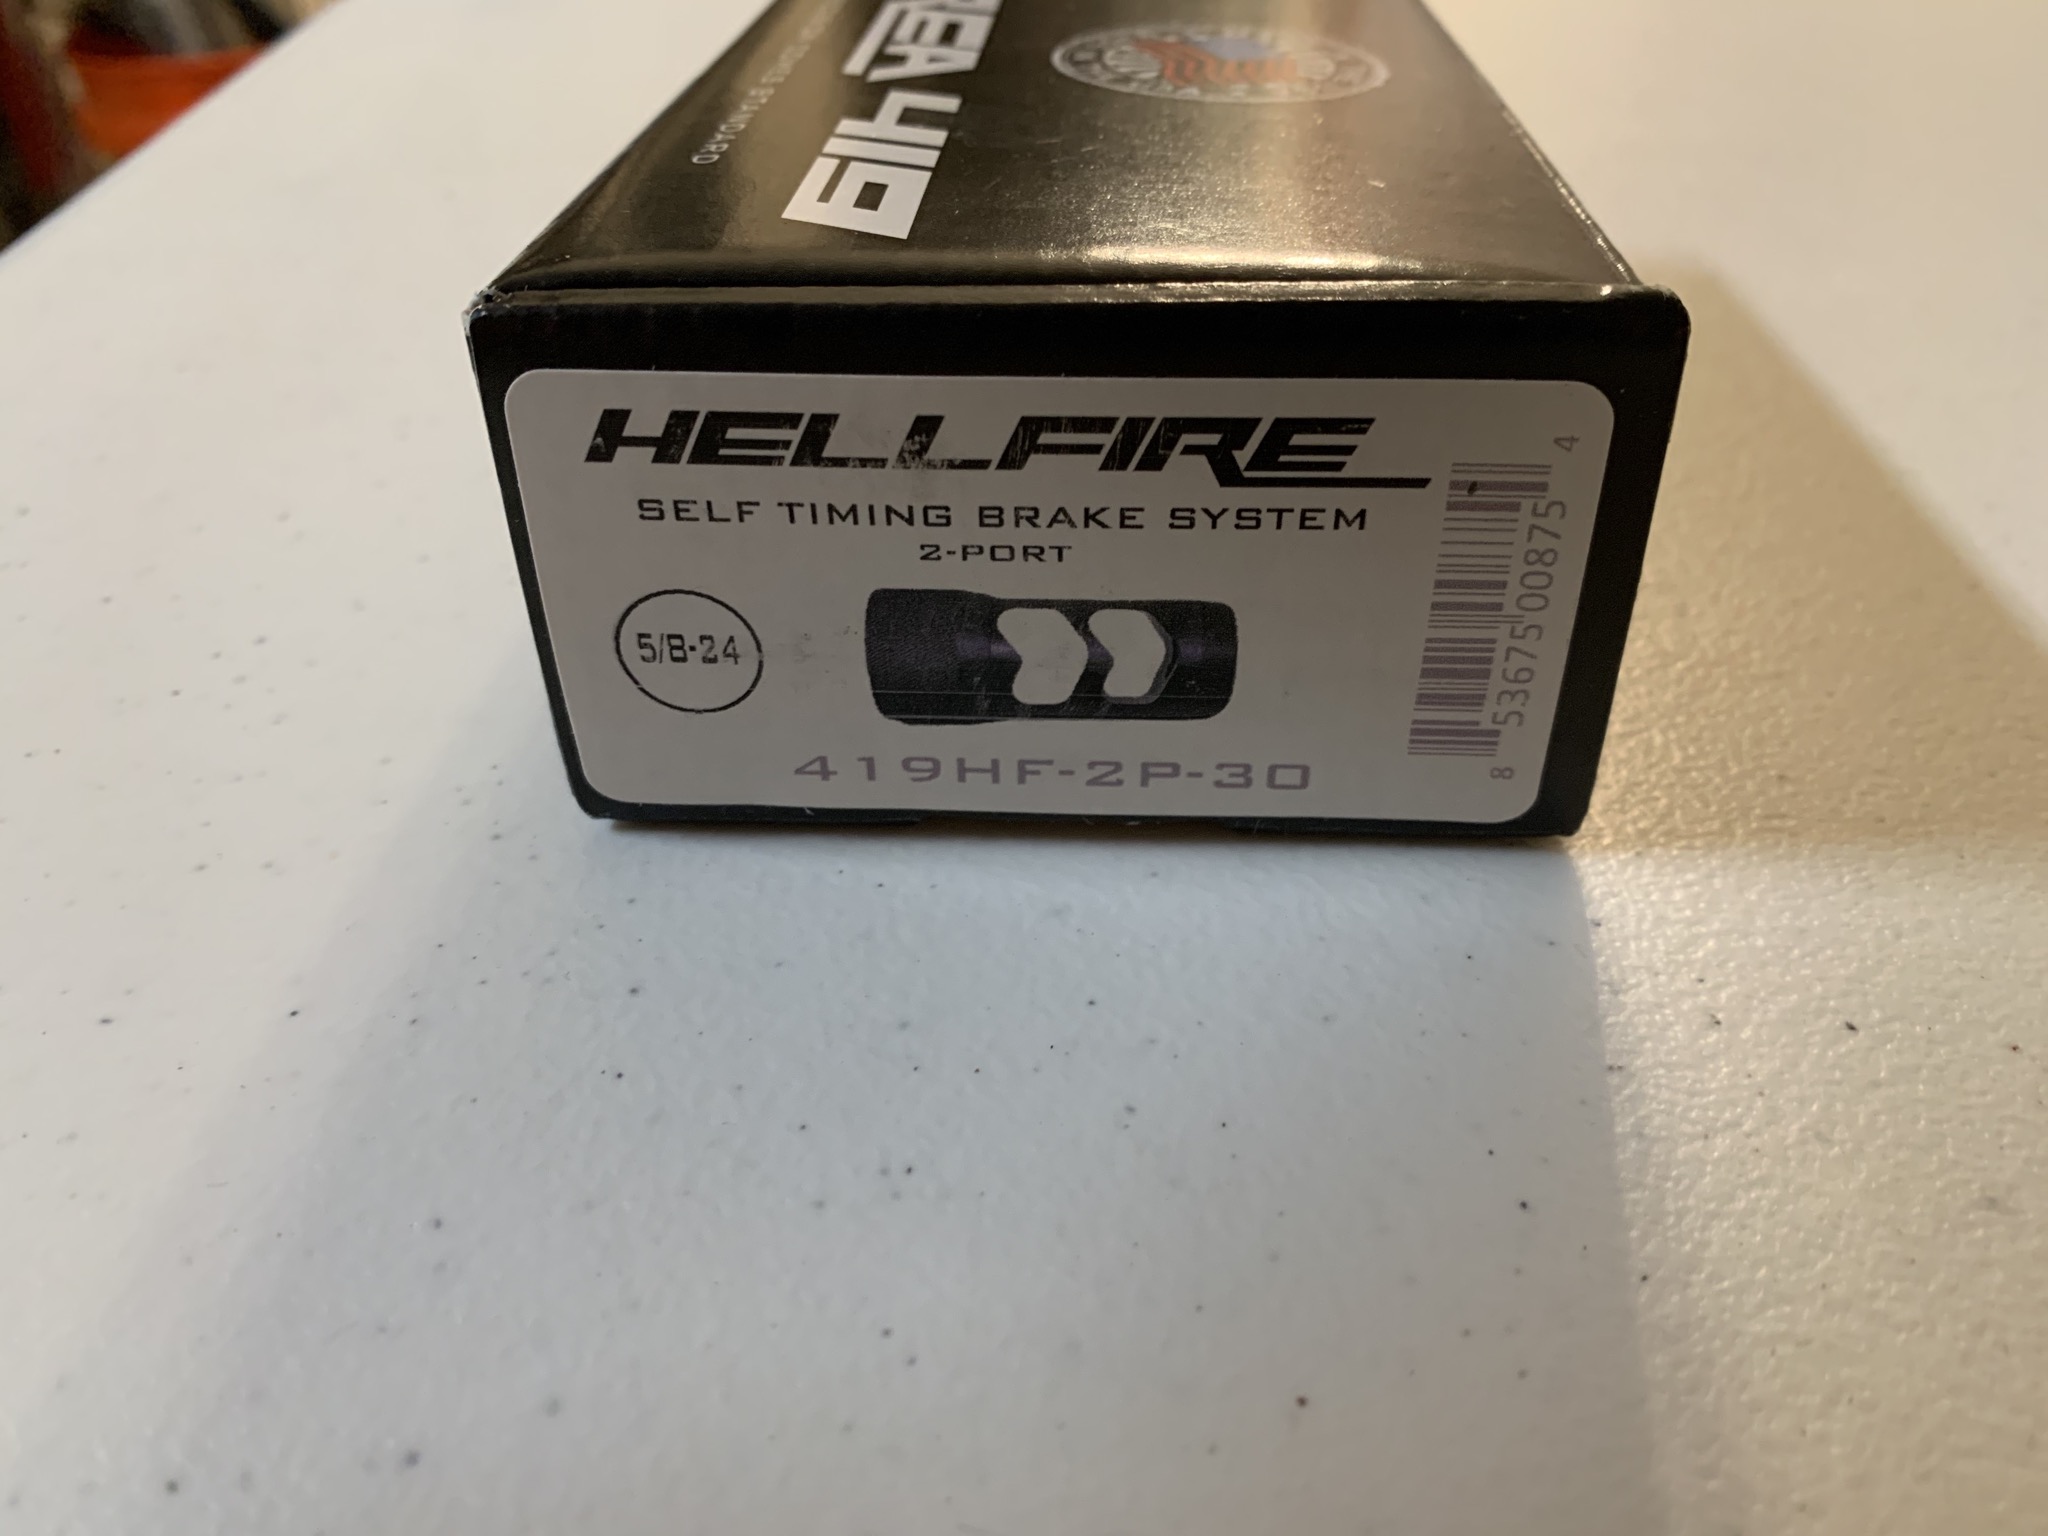 AREA 419
STANDARD
HELLFIRE
SELF TIMING BRAKE SYSTEM
2-PORT
5/8-24
419HF-2P-30
8 53675 00875 4